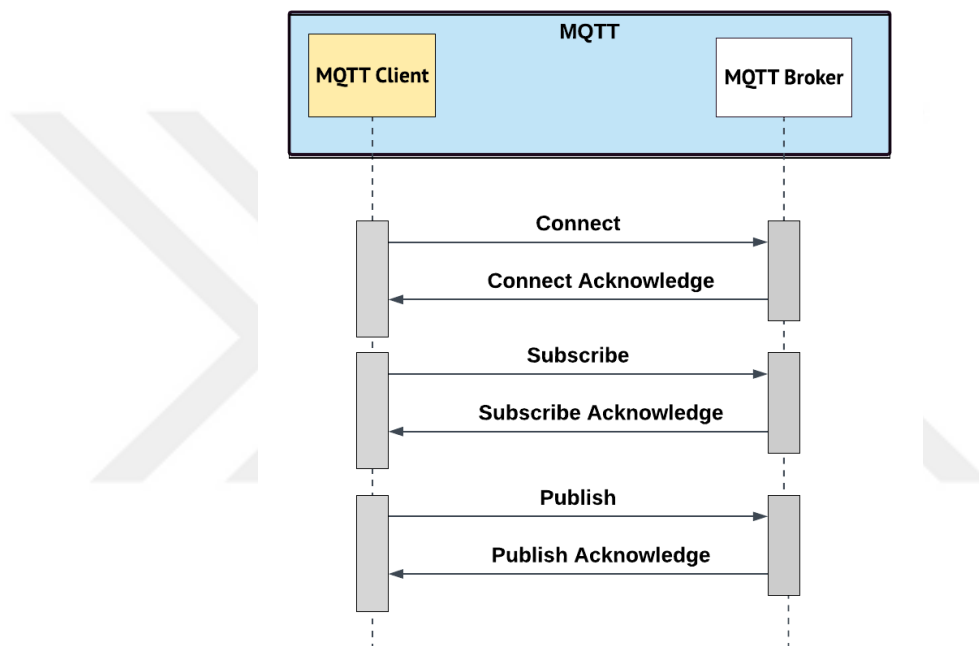 MQTT
MQTT Client
MQTT Broker
Connect
Connect Acknowledge
Subscribe
Subscribe Acknowledge
Publish
Publish Acknowledge